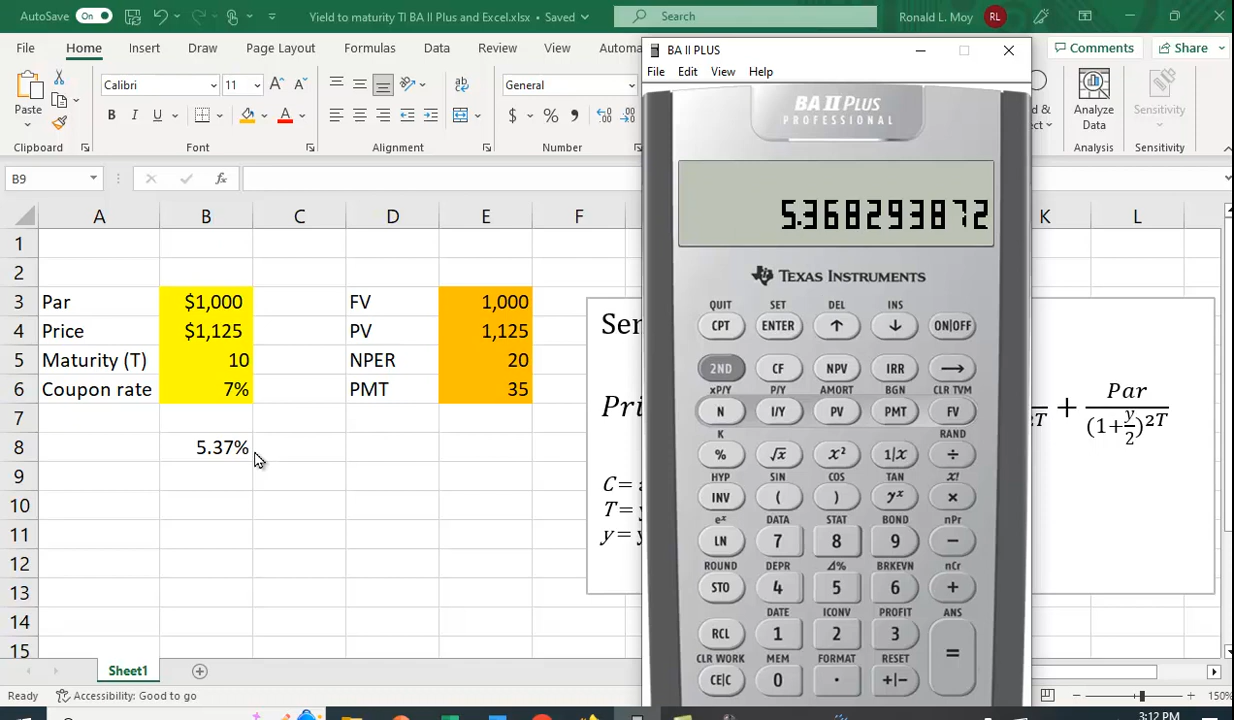 AutoSave On
Yield to maturity TI BA II Plus and Excel.xlsx • Saved
Search
Ronald L. Moy RL
File Home Insert Draw Page Layout Formulas Data Review View Automa
Comments Share
Paste
Calibri 11
B I U
General
$ %
Analyze
Data
Sensitivity
Clipboard Font Alignment Number Analysis Sensitivity
B9 fx
A B C D E F K L
1
2
3 Par $1,000 FV 1,000
4 Price $1,125 PV 1,125
5 Maturity (T) 10 NPER 20
6 Coupon rate 7% PMT 35
7
8 5.37%
9
10
11
12
13
14
15
Sheet1
Ready Accessibility: Good to go 150%
3:12 PM
BA II PLUS
File Edit View Help
BA II PLUS
PROFESSIONAL
5.368293872
TEXAS INSTRUMENTS
QUIT SET DEL INS
CPT ENTER ↑ ↓ ON|OFF
2ND CF NPV IRR →
xP/Y P/Y AMORT BGN CLR TVM
N I/Y PV PMT FV
K RAND
% √x x² 1|x ÷
HYP SIN COS TAN x!
INV ( ) yˣ ×
eˣ DATA STAT BOND nPr
LN 7 8 9 −
ROUND DEPR Δ% BRKEVN nCr
STO 4 5 6 +
DATE ICONV PROFIT ANS
RCL 1 2 3 =
CLR WORK MEM FORMAT RESET
CE|C 0 . +|−
Par
+ (1+y/2)²ᵀ
C=
T=
y=